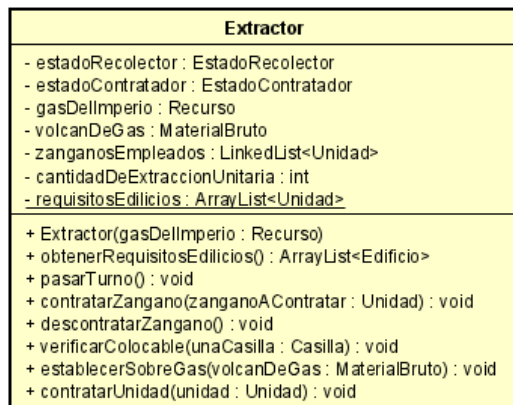 Extractor
- estadoRecolector : EstadoRecolector
- estadoContratador : EstadoContratador
- gasDelImperio : Recurso
- volcanDeGas : MaterialBruto
- zanganosEmpleados : LinkedList<Unidad>
- cantidadDeExtraccionUnitaria : int
- requisitosEdilicios : ArrayList<Unidad>
+ Extractor(gasDelImperio : Recurso)
+ obtenerRequisitosEdilicios() : ArrayList<Edificio>
+ pasarTurno() : void
+ contratarZangano(zanganoAContratar : Unidad) : void
+ descontratarZangano() : void
+ verificarColocable(unaCasilla : Casilla) : void
+ establecerSobreGas(volcanDeGas : MaterialBruto) : void
+ contratarUnidad(unidad : Unidad) : void